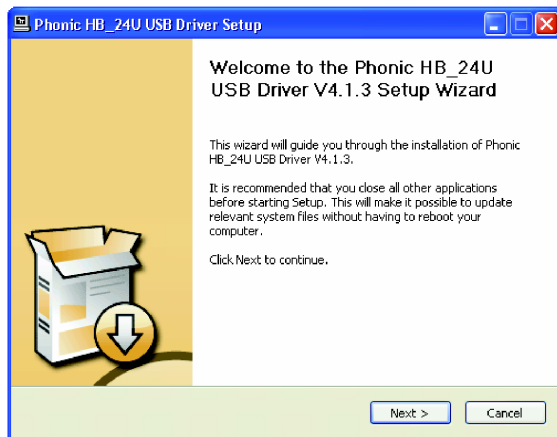 Phonic HB_24U USB Driver Setup
Welcome to the Phonic HB_24U
USB Driver V4.1.3 Setup Wizard
This wizard will guide you through the installation of Phonic
HB_24U USB Driver V4.1.3.
It is recommended that you close all other applications
before starting Setup. This will make it possible to update
relevant system files without having to reboot your
computer.
Click Next to continue.
Next >
Cancel